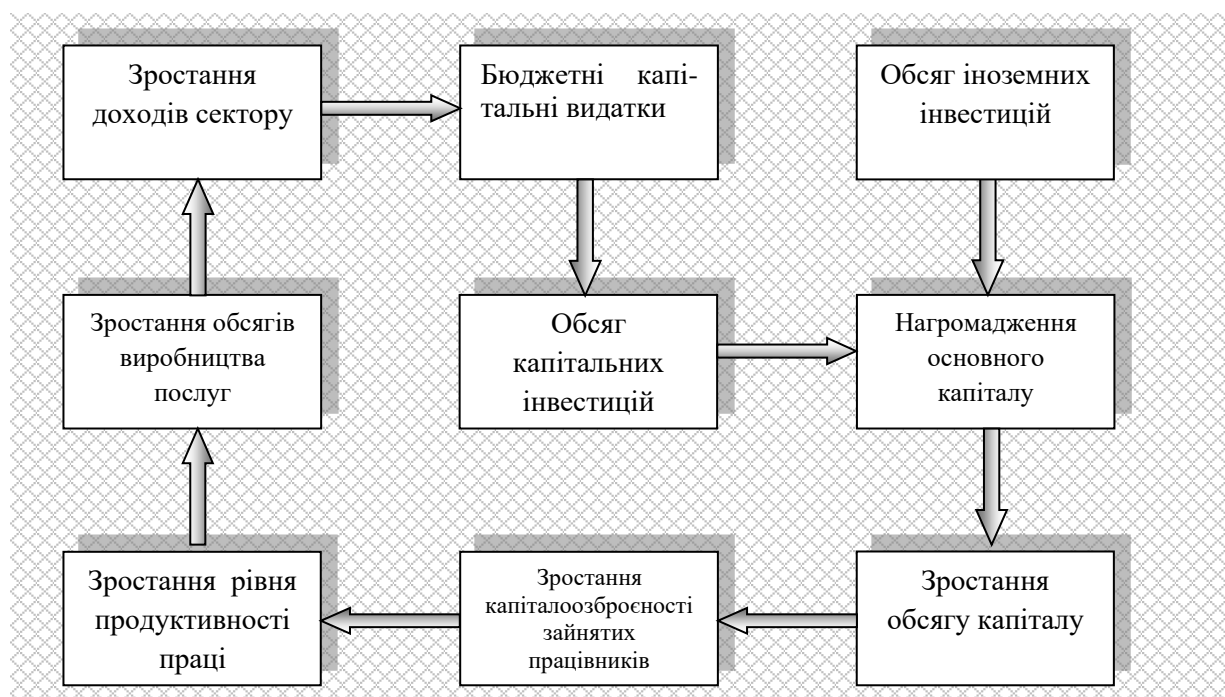 Зростання
доходів сектору
Бюджетні капі-
тальні видатки
Обсяг іноземних
інвестицій
Зростання обсягів
виробництва
послуг
Обсяг
капітальних
інвестицій
Нагромадження
основного
капіталу
Зростання рівня
продуктивності
праці
Зростання
капіталоозброєності
зайнятих
працівників
Зростання
обсягу капіталу